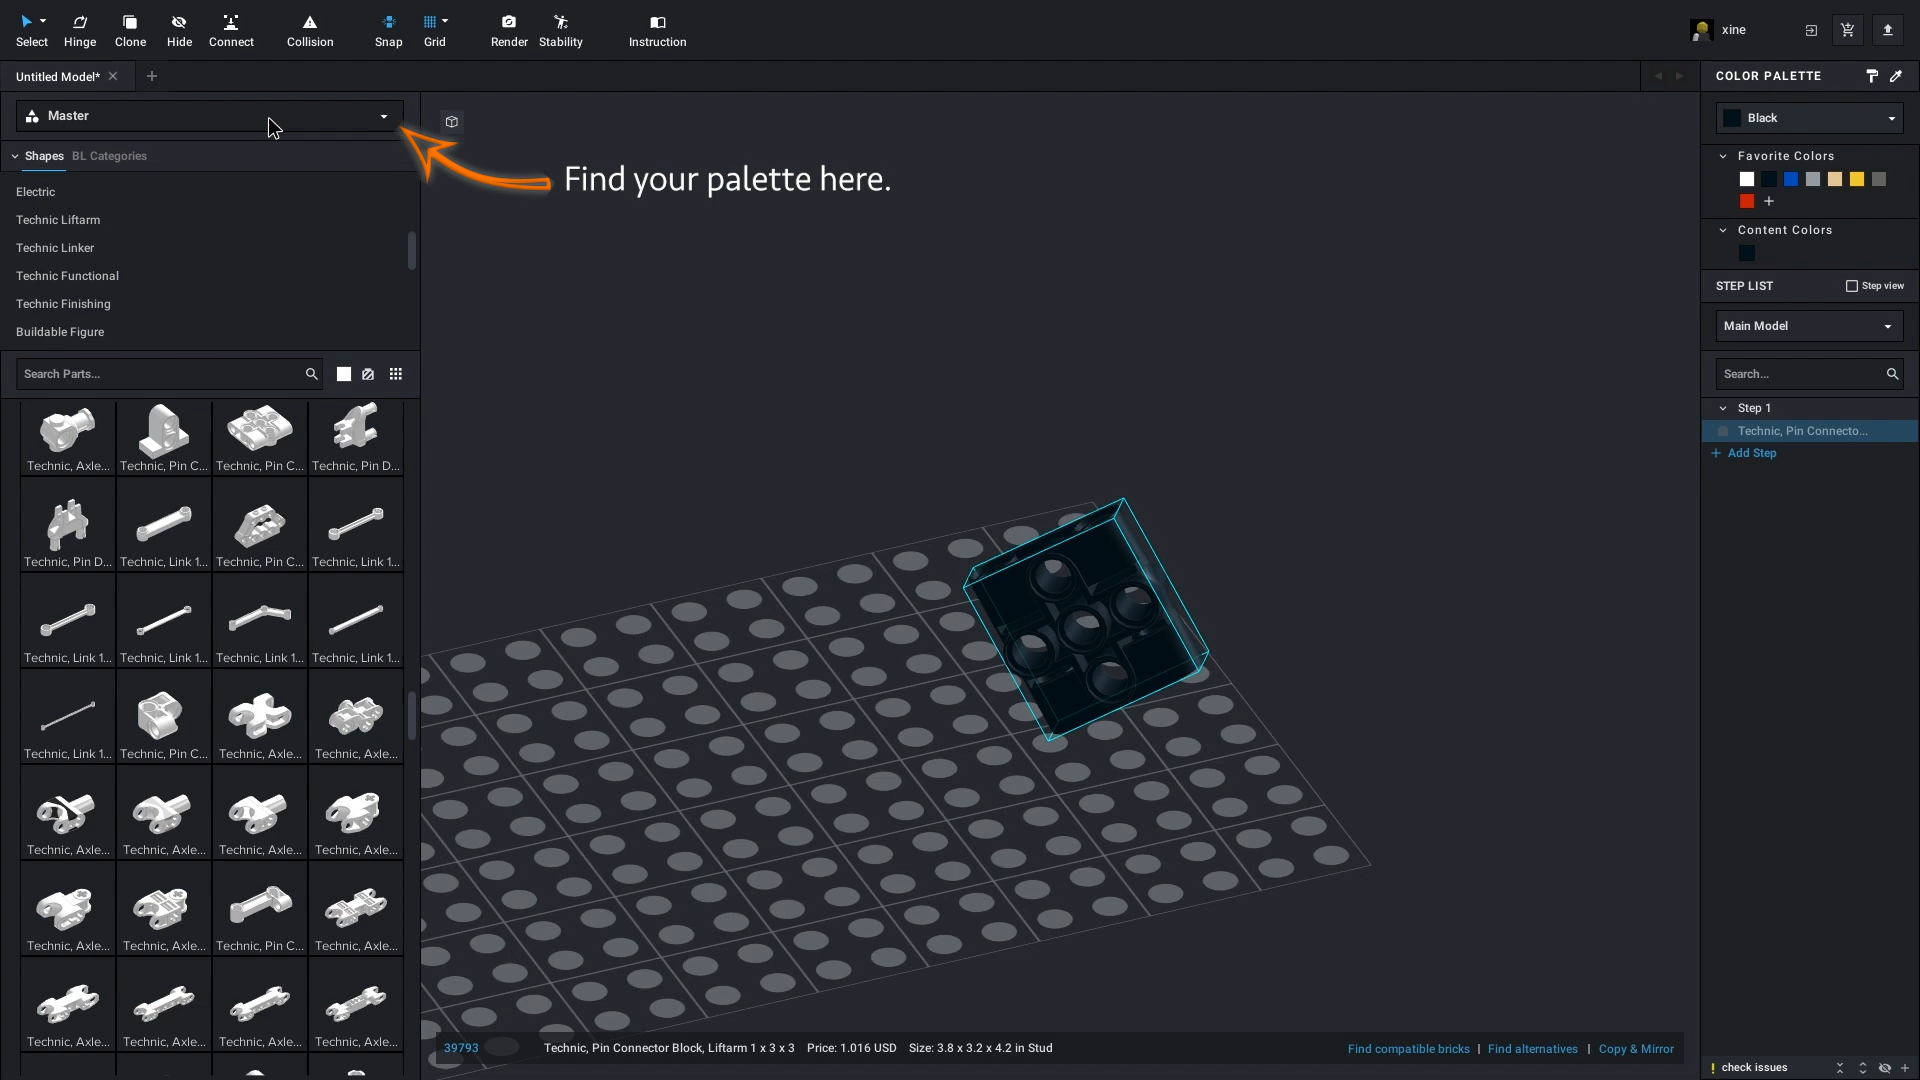 Select
Hinge
Clone
Hide
Connect
Collision
Snap
Grid
Render
Stability
Instruction
xine
Untitled Model*
COLOR PALETTE
Master
Black
Find your palette here.
Shapes
BL Categories
Favorite Colors
Electric
Technic Liftarm
Technic Linker
Technic Functional
Technic Finishing
Buildable Figure
Content Colors
STEP LIST
Step view
Main Model
Search Parts...
Search...
Step 1
Technic, Pin Connecto...
Add Step
Technic, Axle...
Technic, Pin C...
Technic, Pin C...
Technic, Pin D...
Technic, Pin D...
Technic, Link 1...
Technic, Pin C...
Technic, Link 1...
Technic, Link 1...
Technic, Link 1...
Technic, Link 1...
Technic, Link 1...
Technic, Link 1...
Technic, Pin C...
Technic, Axle...
Technic, Axle...
Technic, Axle...
Technic, Axle...
Technic, Axle...
Technic, Axle...
Technic, Axle...
Technic, Axle...
Technic, Pin C...
Technic, Axle...
Technic, Axle...
Technic, Axle...
Technic, Axle...
Technic, Axle...
39793
Technic, Pin Connector Block, Liftarm 1 x 3 x 3
Price: 1.016 USD
Size: 3.8 x 3.2 x 4.2 in Stud
Find compatible bricks | Find alternatives | Copy & Mirror
check issues